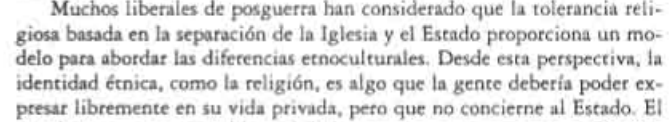 Muchos liberales de posguerra han considerado que la tolerancia reli-
giosa basada en la separación de la Iglesia y el Estado proporciona un mo-
delo para abordar las diferencias etnoculturales. Desde esta perspectiva, la
identidad étnica, como la religión, es algo que la gente debería poder ex-
presar libremente en su vida privada, pero que no concierne al Estado. El